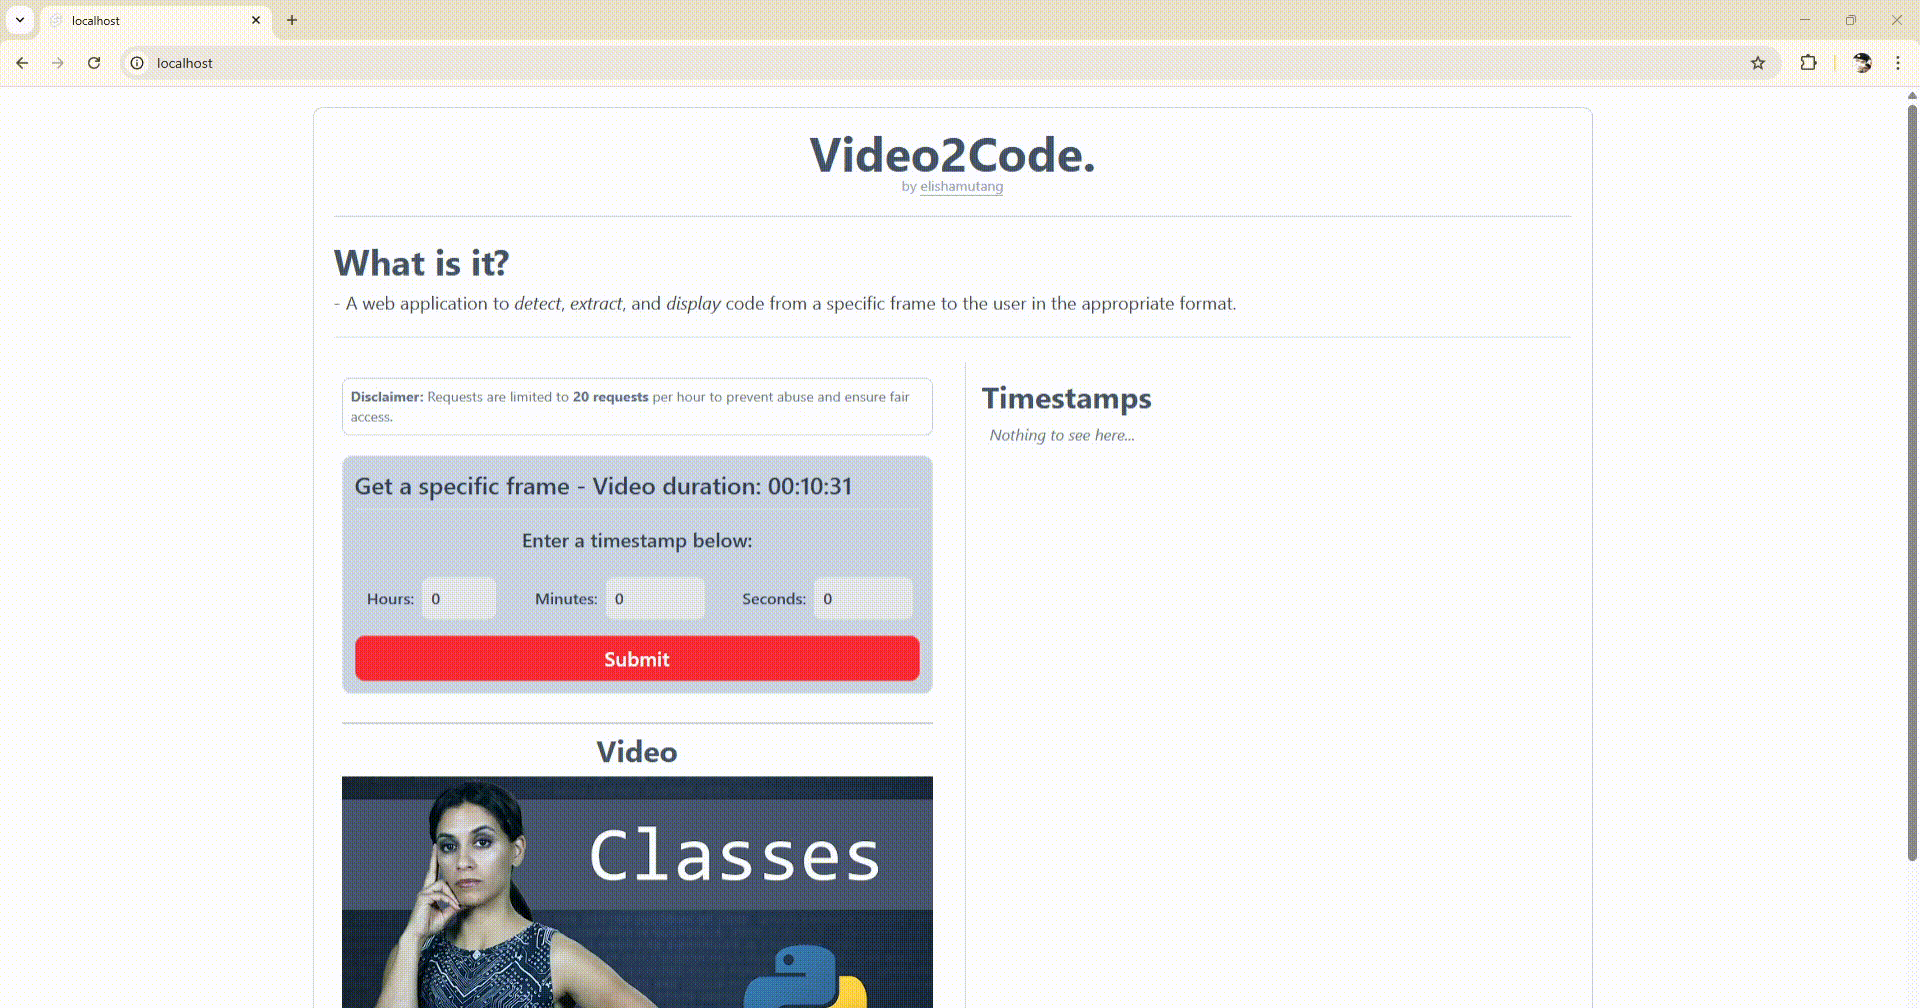 localhost
localhost
Video2Code.
by elishamutang
What is it?
- A web application to detect, extract, and display code from a specific frame to the user in the appropriate format.
Disclaimer: Requests are limited to 20 requests per hour to prevent abuse and ensure fair
access.
Get a specific frame - Video duration: 00:10:31
Enter a timestamp below:
Hours: 0 Minutes: 0 Seconds: 0
Submit
Video
Classes
Timestamps
Nothing to see here...